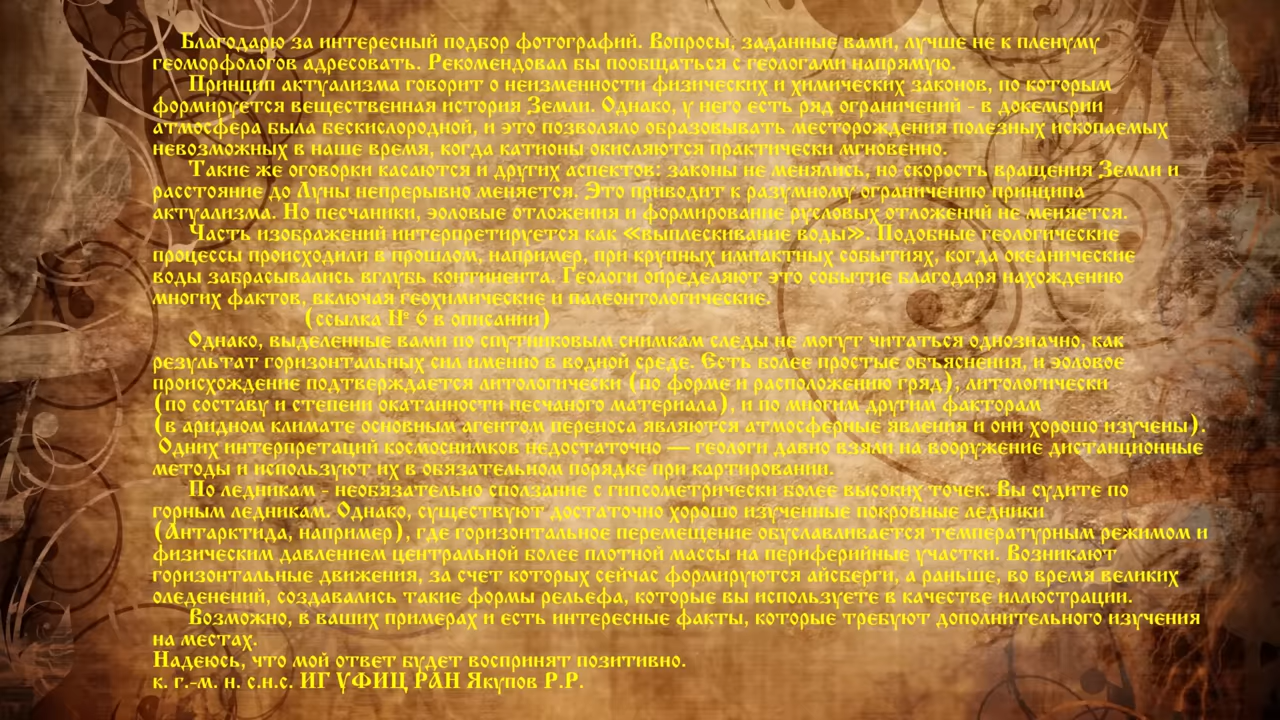 Благодарю за интересный подбор фотографий. Вопросы, заданные вами, лучше не к пленуму
геоморфологов адресовать. Рекомендовал бы пообщаться с геологами напрямую.
Принцип актуализма говорит о неизменности физических и химических законов, по которым
формируется вещественная история Земли. Однако, у него есть ряд ограничений - в докембрии
атмосфера была бескислородной, и это позволяло образовывать месторождения полезных ископаемых
невозможных в наше время, когда катионы окисляются практически мгновенно.
Такие же оговорки касаются и других аспектов: законы не менялись, но скорость вращения Земли и
расстояние до Луны непрерывно меняется. Это приводит к разумному ограничению принципа
актуализма. Но песчаники, эоловые отложения и формирование русловых отложений не меняется.
Часть изображений интерпретируется как «выплескивание воды». Подобные геологические
процессы происходили в прошлом, например, при крупных импактных событиях, когда океанические
воды забрасывались вглубь континента. Геологи определяют это событие благодаря нахождению
многих фактов, включая геохимические и палеонтологические.
(ссылка № 6 в описании)
Однако, выделенные вами по спутниковым снимкам следы не могут читаться однозначно, как
результат горизонтальных сил именно в водной среде. Есть более простые объяснения, и эоловое
происхождение подтверждается литологически (по форме и расположению гряд), литологически
(по составу и степени окатанности песчаного материала), и по многим другим факторам
(в аридном климате основным агентом переноса являются атмосферные явления и они хорошо изучены).
Одних интерпретаций космоснимков недостаточно — геологи давно взяли на вооружение дистанционные
методы и используют их в обязательном порядке при картировании.
По ледникам - необязательно сползание с гипсометрически более высоких точек. Вы судите по
горным ледникам. Однако, существуют достаточно хорошо изученные покровные ледники
(Антарктида, например), где горизонтальное перемещение обуславливается температурным режимом и
физическим давлением центральной более плотной массы на периферийные участки. Возникают
горизонтальные движения, за счет которых сейчас формируются айсберги, а раньше, во время великих
оледенений, создавались такие формы рельефа, которые вы используете в качестве иллюстрации.
Возможно, в ваших примерах и есть интересные факты, которые требуют дополнительного изучения
на местах.
Надеюсь, что мой ответ будет воспринят позитивно.
к. г.-м. н. с.н.с. ИГ УФИЦ РАН Якупов Р.Р.